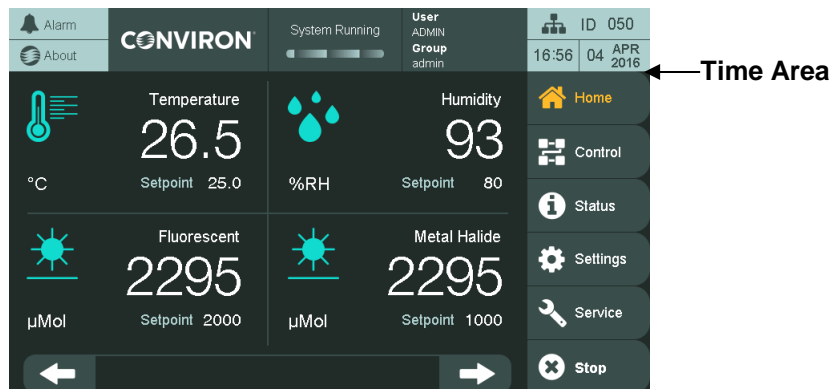 Alarm
About
CONVIRON
System Running
User
ADMIN
Group
admin
ID 050
16:56
04 APR 2016
Time Area
Temperature
26.5
°C
Setpoint 25.0
Humidity
93
%RH
Setpoint 80
Fluorescent
2295
µMol
Setpoint 2000
Metal Halide
2295
µMol
Setpoint 1000
Home
Control
Status
Settings
Service
Stop